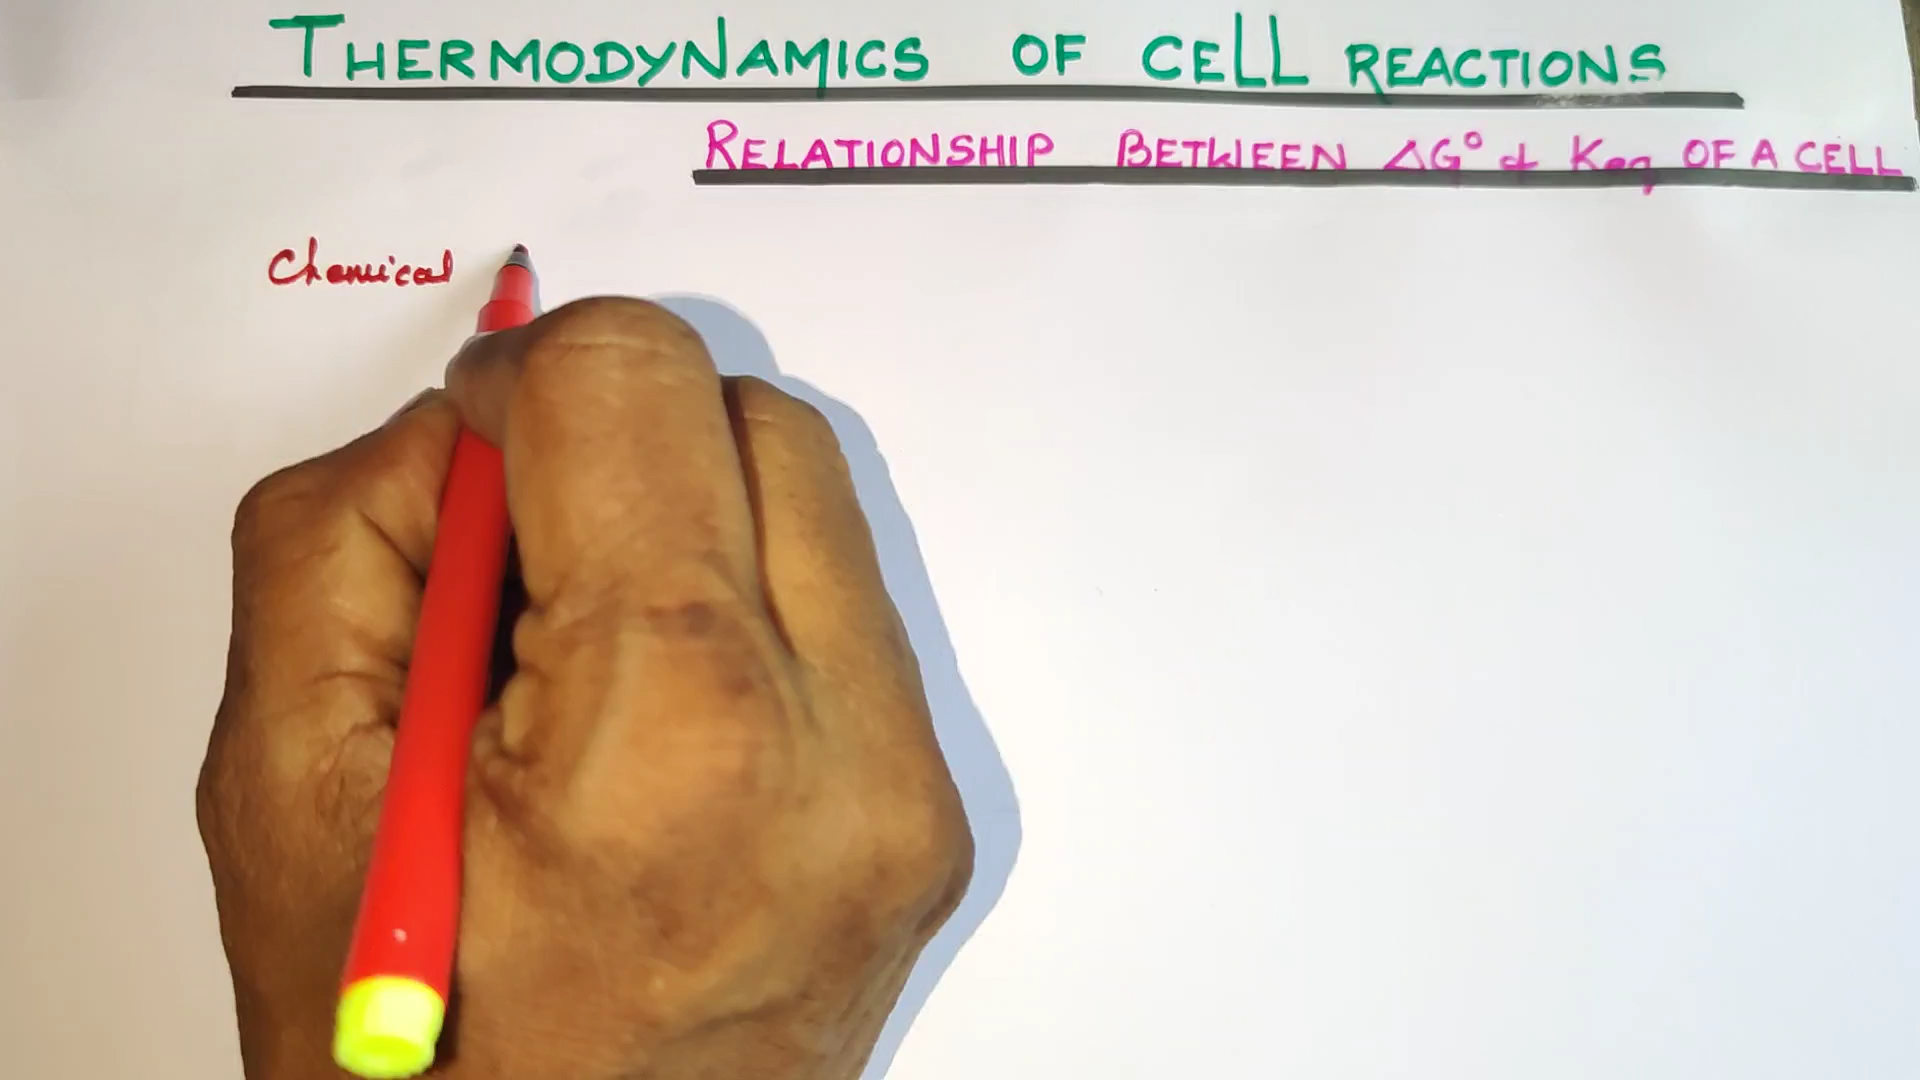 THERMODYNAMICS OF CELL REACTIONS
RELATIONSHIP BETWEEN ΔG° & Keq OF A CELL
Chemical